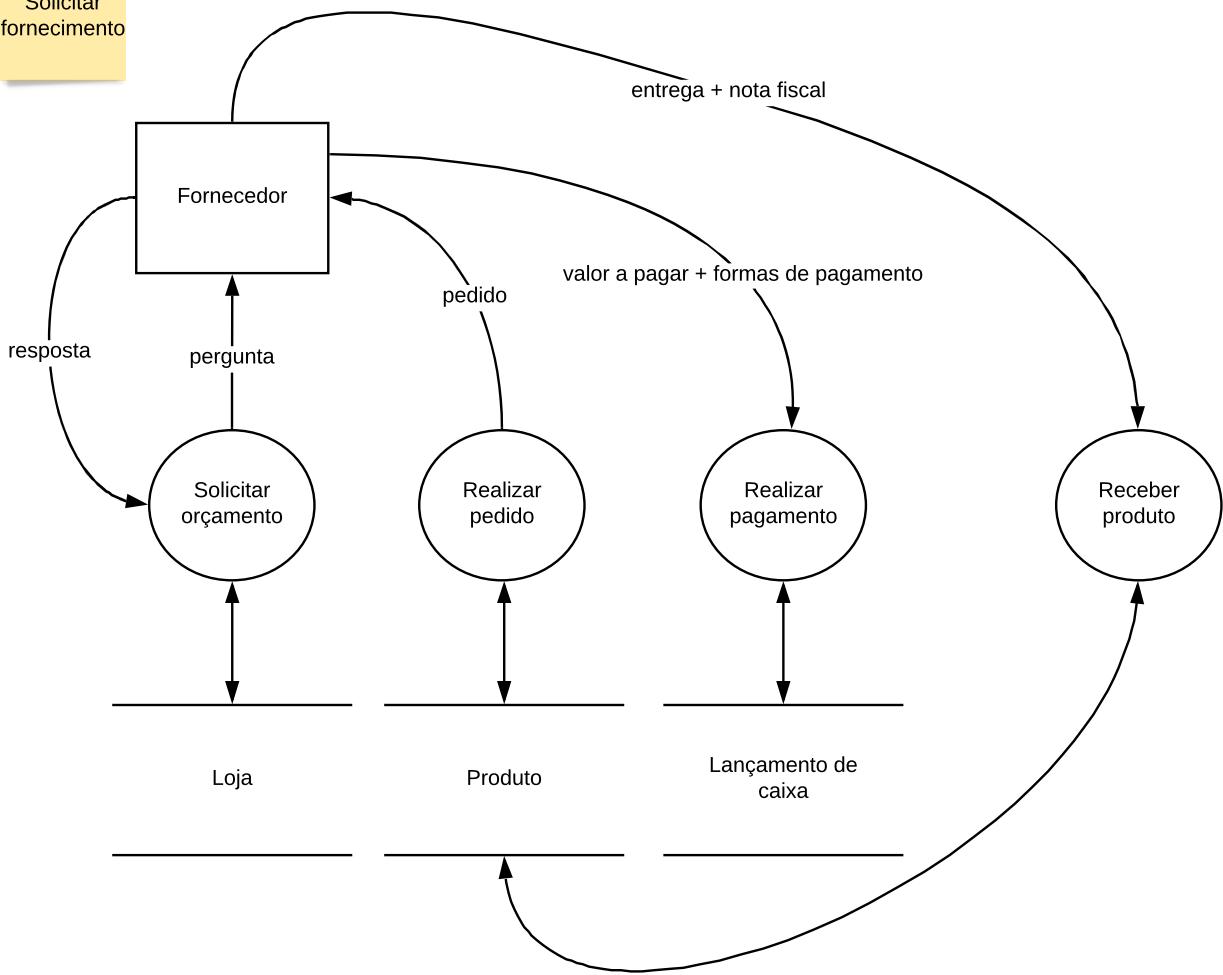 Solicitar
fornecimento
entrega + nota fiscal
Fornecedor
valor a pagar + formas de pagamento
pedido
resposta
pergunta
Solicitar
orçamento
Realizar
pedido
Realizar
pagamento
Receber
produto
Loja
Produto
Lançamento de
caixa